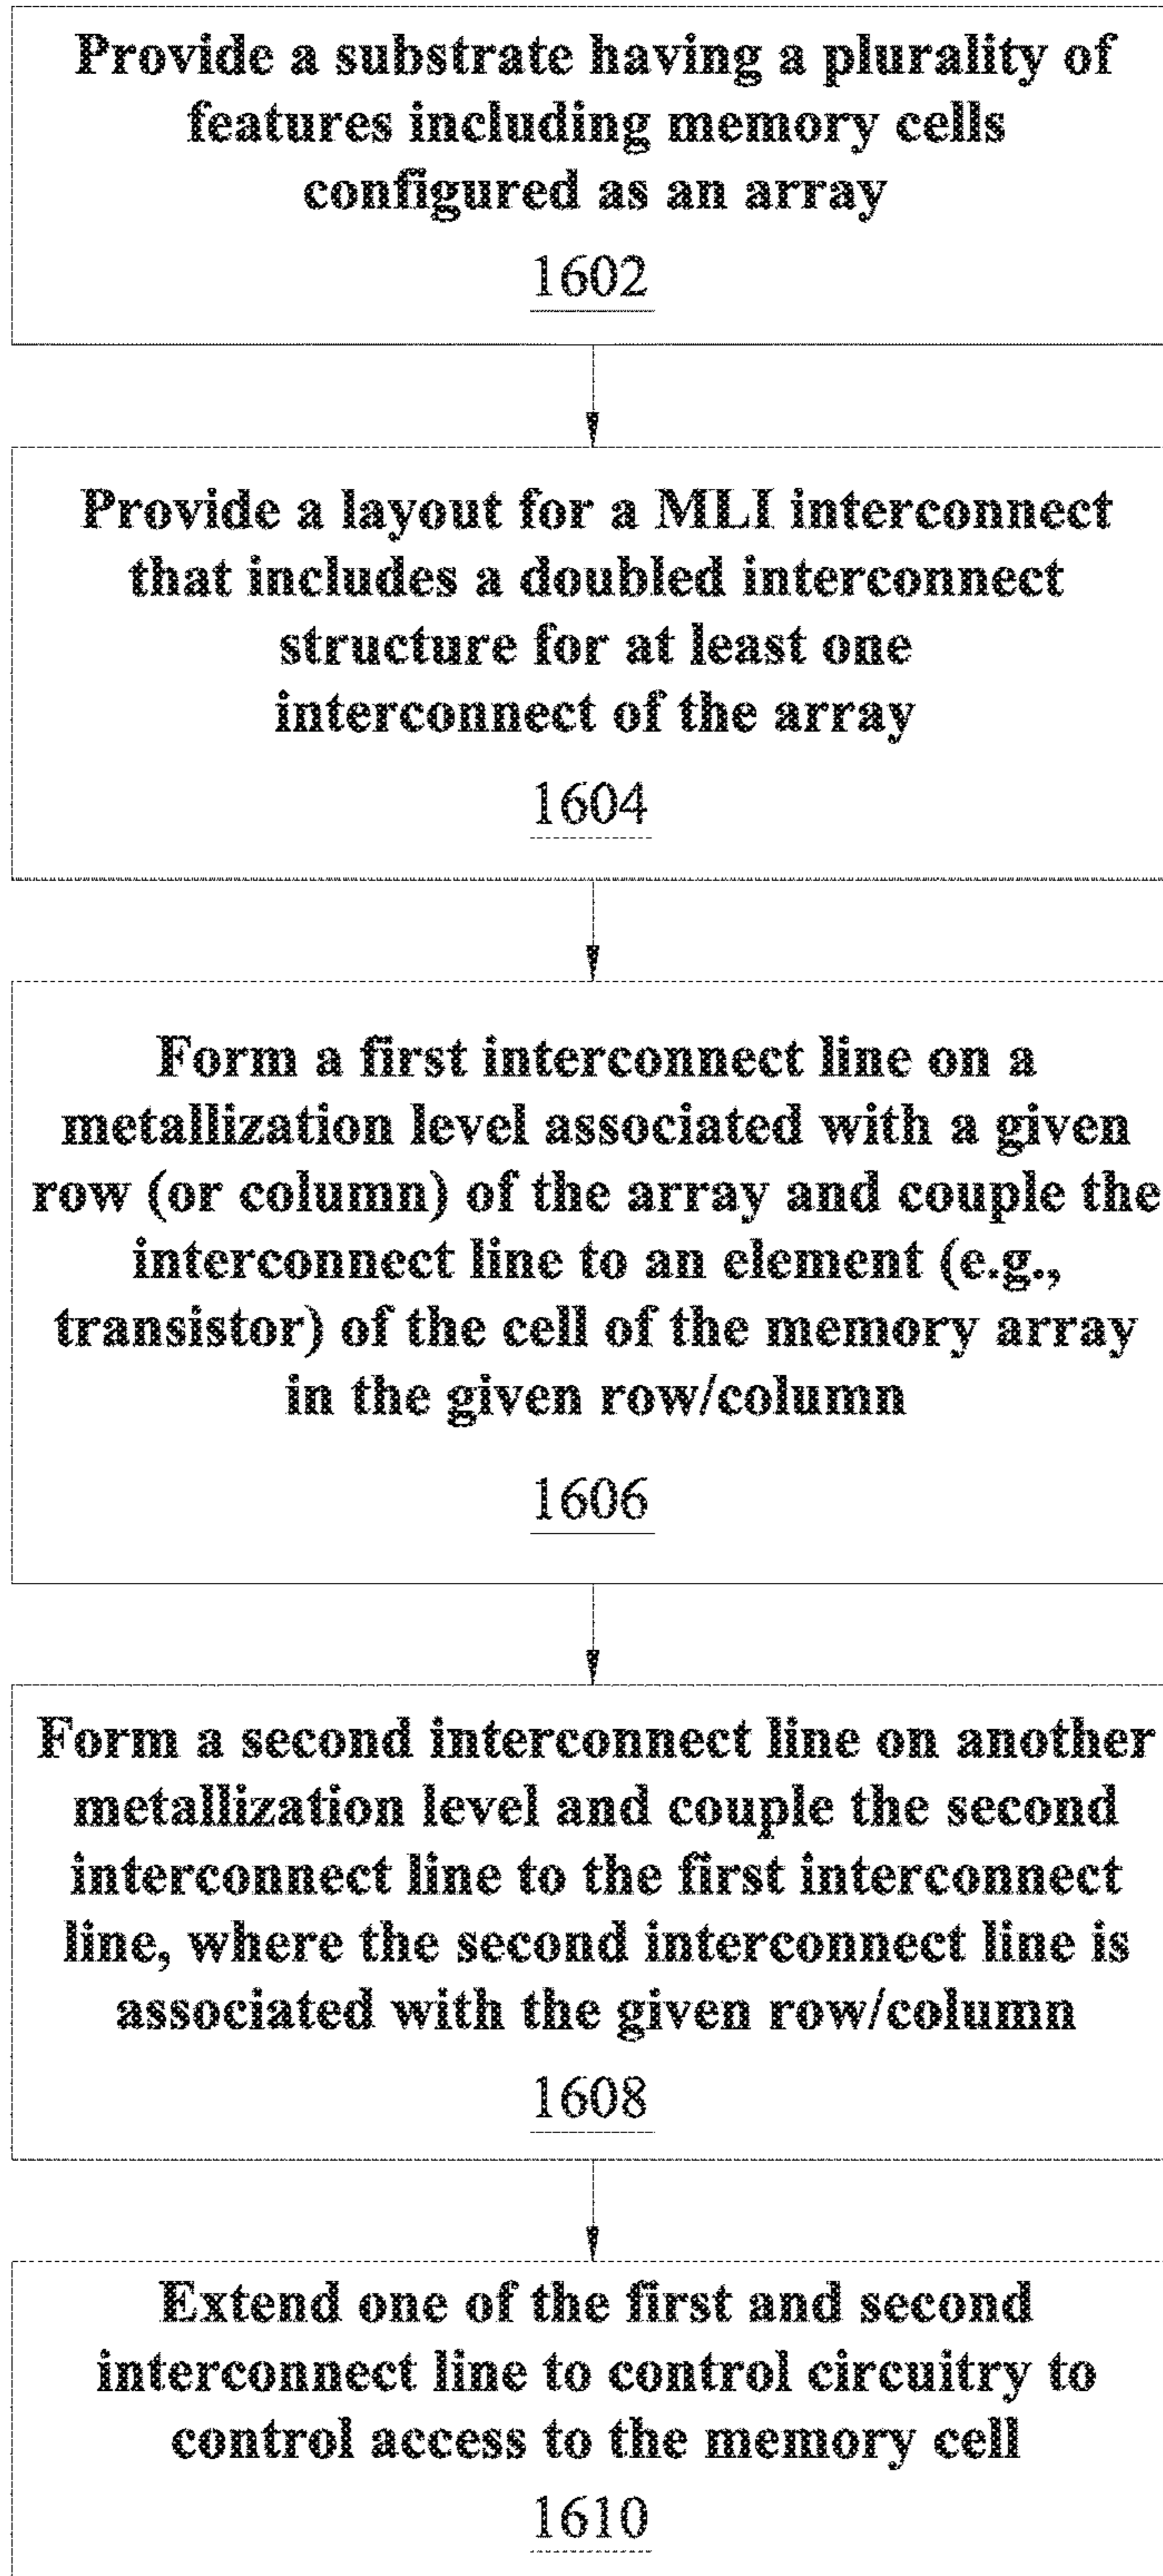 Provide a substrate having a plurality of
features including memory cells
configured as an array
1602
Provide a layout for a MLI interconnect
that includes a doubled interconnect
structure for at least one
interconnect of the array
1604
Form a first interconnect line on a
metallization level associated with a given
row (or column) of the array and couple the
interconnect line to an element (e.g.,
transistor) of the cell of the memory array
in the given row/column
1606
Form a second interconnect line on another
metallization level and couple the second
interconnect line to the first interconnect
line, where the second interconnect line is
associated with the given row/column
1608
Extend one of the first and second
interconnect line to control circuitry to
control access to the memory cell
1610